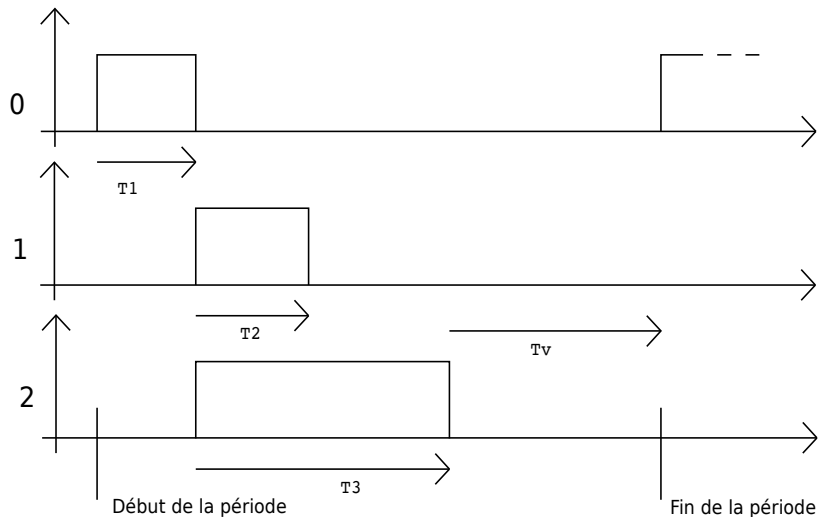 0
T1
1
T2
Tv
2
T3
Début de la période
Fin de la période